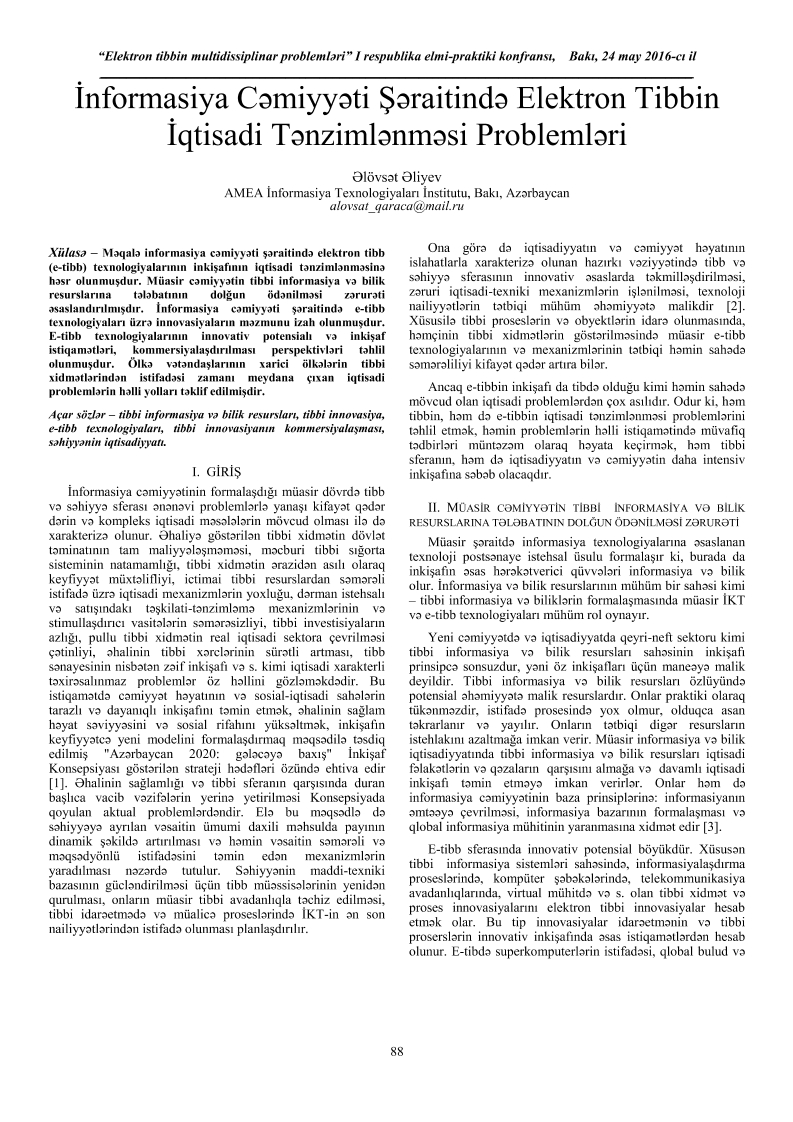 “Elektron tibbin multidissiplinar problemləri” I respublika elmi-praktiki konfransı, Bakı, 24 may 2016-cı il
İnformasiya Cəmiyyəti Şəraitində Elektron Tibbin
İqtisadi Tənzimlənməsi Problemləri
Əlövsət Əliyev
AMEA İnformasiya Texnologiyaları İnstitutu, Bakı, Azərbaycan
alovsat_qaraca@mail.ru
Xülasə – Məqalə informasiya cəmiyyəti şəraitində elektron tibb
(e-tibb) texnologiyalarının inkişafının iqtisadi tənzimlənməsinə
həsr olunmuşdur. Müasir cəmiyyətin tibbi informasiya və bilik
resurslarına tələbatının dolğun ödənilməsi zərurəti
əsaslandırılmışdır. İnformasiya cəmiyyəti şəraitində e-tibb
texnologiyaları üzrə innovasiyaların məzmunu izah olunmuşdur.
E-tibb texnologiyalarının innovativ potensialı və inkişaf
istiqamətləri, kommersiyalaşdırılması perspektivləri təhlil
olunmuşdur. Ölkə vətəndaşlarının xarici ölkələrin tibbi
xidmətlərindən istifadəsi zamanı meydana çıxan iqtisadi
problemlərin həlli yolları təklif edilmişdir.
Açar sözlər – tibbi informasiya və bilik resursları, tibbi innovasiya,
e-tibb texnologiyaları, tibbi innovasiyanın kommersiyalaşması,
səhiyyənin iqtisadiyyatı.
I. GİRİŞ
İnformasiya cəmiyyətinin formalaşdığı müasir dövrdə tibb
və səhiyyə sferası ənənəvi problemlərlə yanaşı kifayət qədər
dərin və kompleks iqtisadi məsələlərin mövcud olması ilə də
xarakterizə olunur. Əhaliyə göstərilən tibbi xidmətin dövlət
təminatının tam maliyyələşməməsi, məcburi tibbi sığorta
sisteminin natamamlığı, tibbi xidmətin ərazidən asılı olaraq
keyfiyyət müxtəlifliyi, ictimai tibbi resurslardan səmərəli
istifadə üzrə iqtisadi mexanizmlərin yoxluğu, dərman istehsalı
və satışındakı təşkilati-tənzimləmə mexanizmlərinin və
stimullaşdırıcı vasitələrin səmərəsizliyi, tibbi investisiyaların
azlığı, pullu tibbi xidmətin real iqtisadi sektora çevrilməsi
çətinliyi, əhalinin tibbi xərclərinin sürətli artması, tibb
sənayesinin nisbətən zəif inkişafı və s. kimi iqtisadi xarakterli
təxirəsalınmaz problemlər öz həllini gözləməkdədir. Bu
istiqamətdə cəmiyyət həyatının və sosial-iqtisadi sahələrin
tarazlı və dayanıqlı inkişafını təmin etmək, əhalinin sağlam
həyat səviyyəsini və sosial rifahını yüksəltmək, inkişafın
keyfiyyətcə yeni modelini formalaşdırmaq məqsədilə təsdiq
edilmiş "Azərbaycan 2020: gələcəyə baxış" İnkişaf
Konsepsiyası göstərilən strateji hədəfləri özündə ehtiva edir
[1]. Əhalinin sağlamlığı və tibbi sferanın qarşısında duran
başlıca vacib vəzifələrin yerinə yetirilməsi Konsepsiyada
qoyulan aktual problemlərdəndir. Elə bu məqsədlə də
səhiyyəyə ayrılan vəsaitin ümumi daxili məhsulda payının
dinamik şəkildə artırılması və həmin vəsaitin səmərəli və
məqsədyönlü istifadəsini təmin edən mexanizmlərin
yaradılması nəzərdə tutulur. Səhiyyənin maddi-texniki
bazasının gücləndirilməsi üçün tibb müəssisələrinin yenidən
qurulması, onların müasir tibbi avadanlıqla təchiz edilməsi,
tibbi idarəetmədə və müalicə proseslərində İKT-in ən son
nailiyyətlərindən istifadə olunması planlaşdırılır.
Ona görə də iqtisadiyyatın və cəmiyyət həyatının
islahatlarla xarakterizə olunan hazırkı vəziyyətində tibb və
səhiyyə sferasının innovativ əsaslarda təkmilləşdirilməsi,
zəruri iqtisadi-texniki mexanizmlərin işlənilməsi, texnoloji
nailiyyətlərin tətbiqi mühüm əhəmiyyətə malikdir [2].
Xüsusilə tibbi proseslərin və obyektlərin idarə olunmasında,
həmçinin tibbi xidmətlərin göstərilməsində müasir e-tibb
texnologiyalarının və mexanizmlərinin tətbiqi həmin sahədə
səmərəliliyi kifayət qədər artıra bilər.
Ancaq e-tibbin inkişafı da tibdə olduğu kimi həmin sahədə
mövcud olan iqtisadi problemlərdən çox asılıdır. Odur ki, həm
tibbin, həm də e-tibbin iqtisadi tənzimlənməsi problemlərini
təhlil etmək, həmin problemlərin həlli istiqamətində müvafiq
tədbirləri müntəzəm olaraq həyata keçirmək, həm tibbi
sferanın, həm də iqtisadiyyatın və cəmiyyətin daha intensiv
inkişafına səbəb olacaqdır.
II. MÜASİR CƏMİYYƏTİN TİBBİ İNFORMASİYA VƏ BİLİK
RESURSLARINA TƏLƏBATININ DOLĞUN ÖDƏNİLMƏSİ ZƏRURƏTİ
Müasir şəraitdə informasiya texnologiyalarına əsaslanan
texnoloji postsənaye istehsal üsulu formalaşır ki, burada da
inkişafın əsas hərəkətverici qüvvələri informasiya və bilik
olur. İnformasiya və bilik resurslarının mühüm bir sahəsi kimi
– tibbi informasiya və biliklərin formalaşmasında müasir İKT
və e-tibb texnologiyaları mühüm rol oynayır.
Yeni cəmiyyətdə və iqtisadiyyatda qeyri-neft sektoru kimi
tibbi informasiya və bilik resursları sahəsinin inkişafı
prinsipcə sonsuzdur, yəni öz inkişafları üçün maneəyə malik
deyildir. Tibbi informasiya və bilik resursları özlüyündə
potensial əhəmiyyətə malik resurslardır. Onlar praktiki olaraq
tükənməzdir, istifadə prosesində yox olmur, olduqca asan
təkrarlanır və yayılır. Onların tətbiqi digər resursların
istehlakını azaltmağa imkan verir. Müasir informasiya və bilik
iqtisadiyyatında tibbi informasiya və bilik resursları iqtisadi
fəlakətlərin və qəzaların qarşısını almağa və davamlı iqtisadi
inkişafı təmin etməyə imkan verirlər. Onlar həm də
informasiya cəmiyyətinin baza prinsiplərinə: informasiyanın
əmtəəyə çevrilməsi, informasiya bazarının formalaşması və
qlobal informasiya mühitinin yaranmasına xidmət edir [3].
E-tibb sferasında innovativ potensial böyükdür. Xüsusən
tibbi informasiya sistemləri sahəsində, informasiyalaşdırma
proseslərində, kompüter şəbəkələrində, telekommunikasiya
avadanlıqlarında, virtual mühitdə və s. olan tibbi xidmət və
proses innovasiyalarını elektron tibbi innovasiyalar hesab
etmək olar. Bu tip innovasiyalar idarəetmənin və tibbi
proserslərin innovativ inkişafında əsas istiqamətlərdən hesab
olunur. E-tibdə superkomputerlərin istifadəsi, qlobal bulud və
88